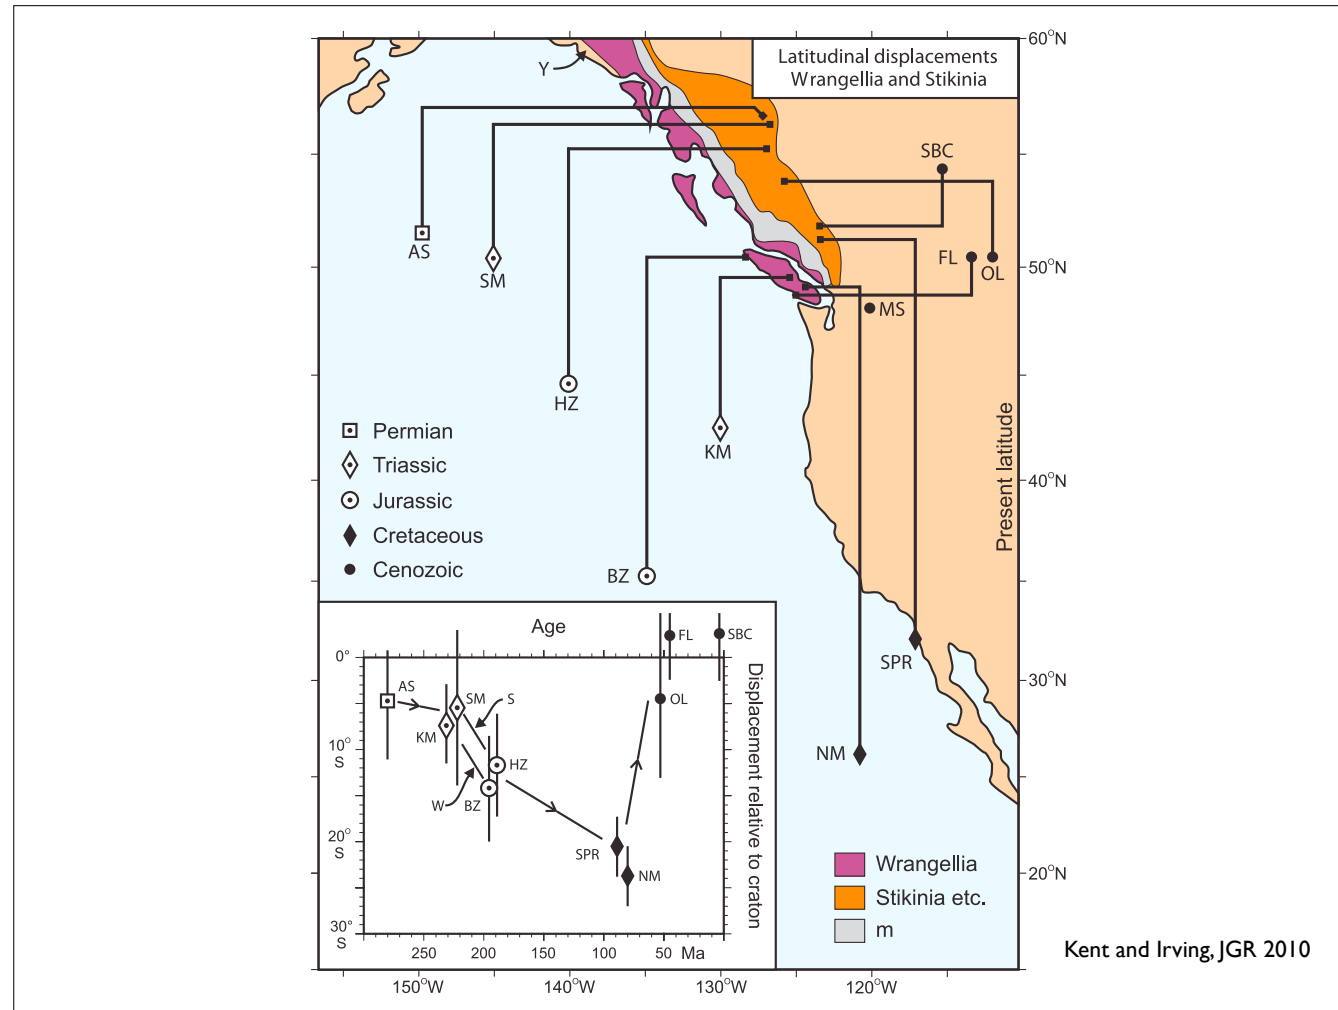 60°N
Latitudinal displacements
Wrangellia and Stikinia
Y
SBC
AS
SM
50°N
FL
OL
MS
HZ
KM
Permian
Triassic
Jurassic
Cretaceous
Cenozoic
Present latitude
40°N
BZ
SPR
30°N
NM
Age
FL
SBC
0°
AS
SM
S
OL
KM
10°
S
HZ
W
BZ
20°
S
SPR
NM
30°
S
250
200
150
100
50
Ma
Displacement relative to craton
Wrangellia
20°N
Stikinia etc.
m
Kent and Irving, JGR 2010
150°W
140°W
130°W
120°W